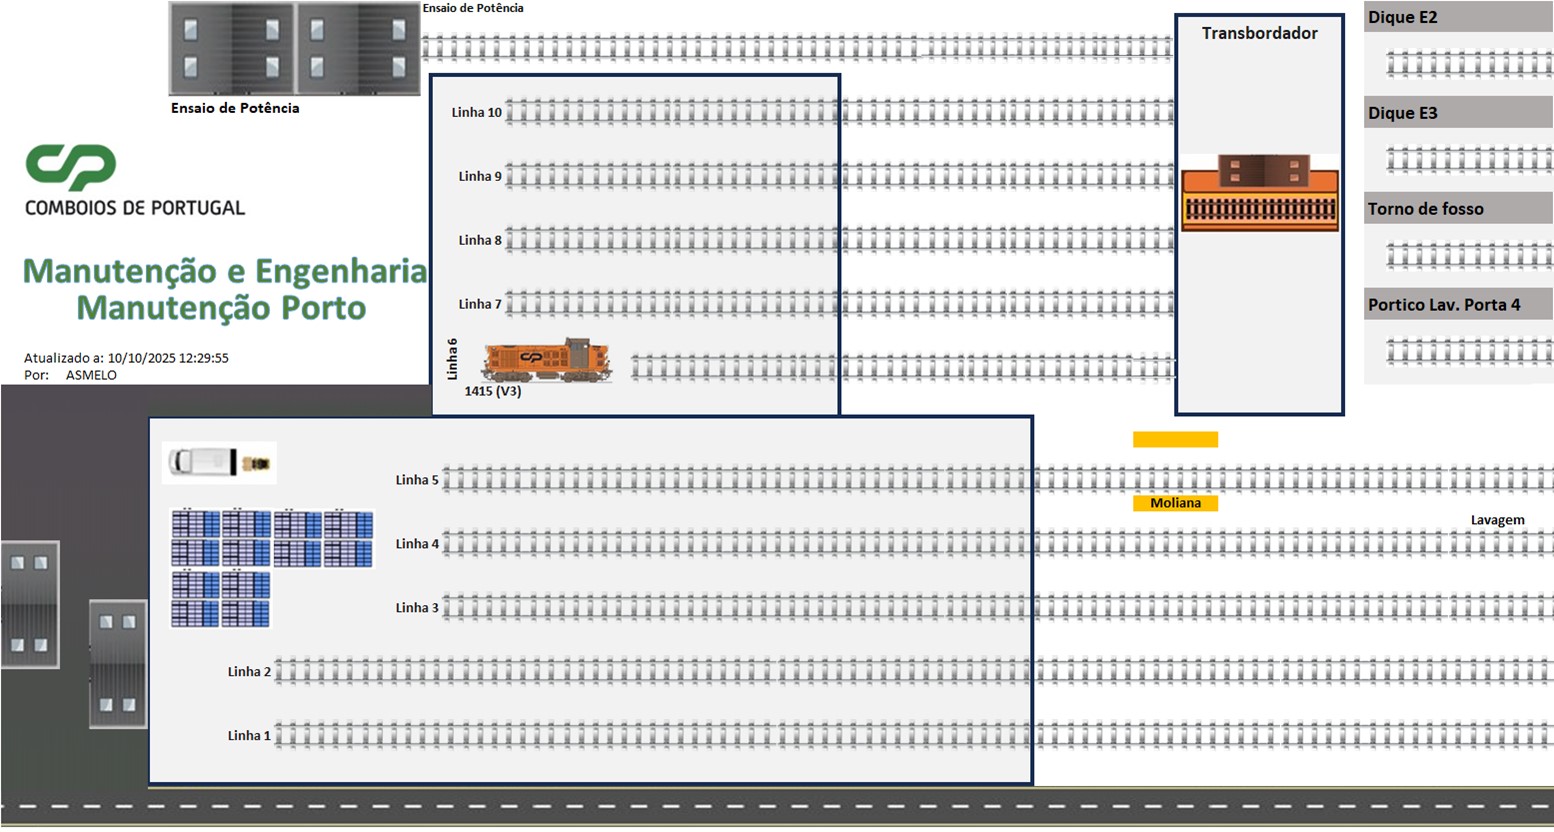 Ensaio de Potência
Transbordador
Dique E2
Ensaio de Potência
Linha 10
Dique E3
CP
COMBOIOS DE PORTUGAL
Linha 9
Torno de fosso
Linha 8
Manutenção e Engenharia
Manutenção Porto
Linha 7
Portico Lav. Porta 4
Linha 6
CP
Atualizado a: 10/10/2025 12:29:55
Por: ASMELO
1415 (V3)
Linha 5
Moliana
Lavagem
Linha 4
Linha 3
Linha 2
Linha 1